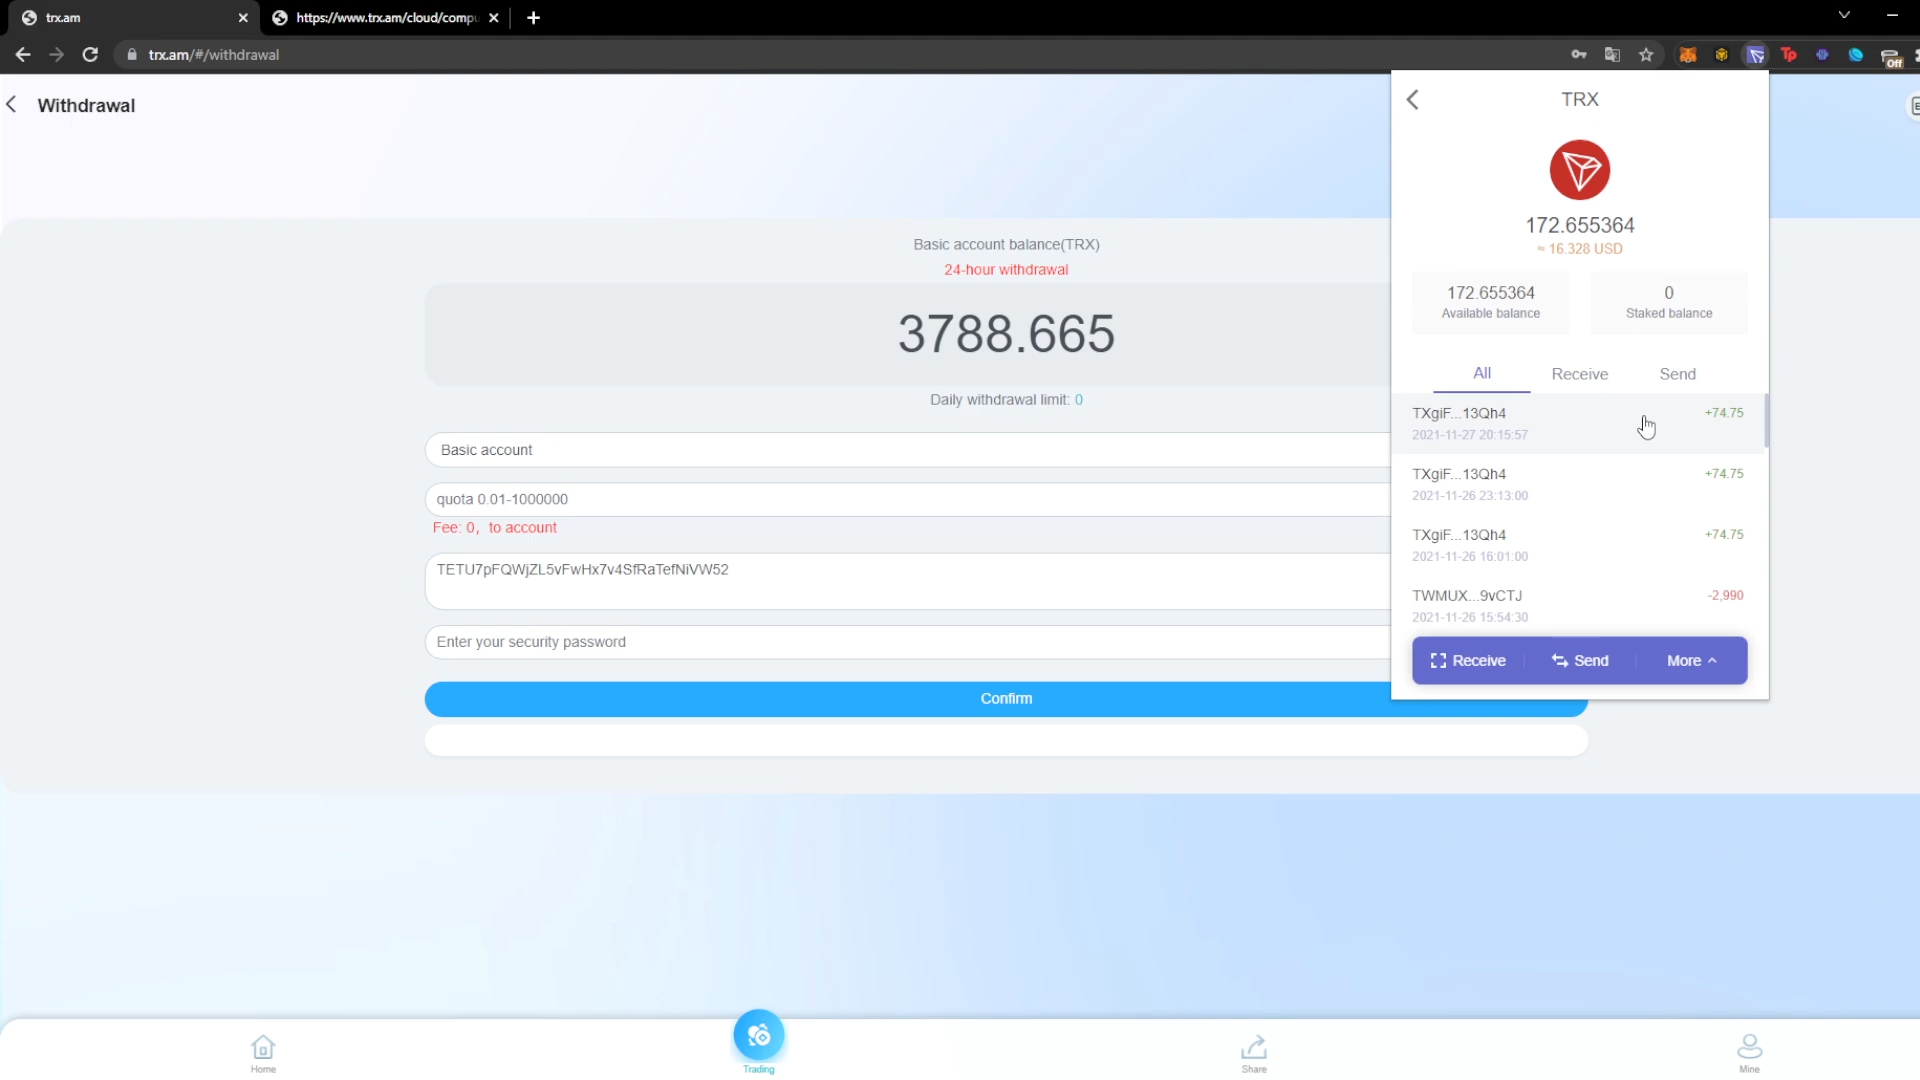 trx.am
https://www.trx.am/cloud/compu
trx.am/#/withdrawal
Tp
Off
Withdrawal
Basic account balance(TRX)
24-hour withdrawal
3788.665
Daily withdrawal limit: 0
Basic account
quota 0.01-1000000
Fee: 0, to account
TETU7pFQWjZL5vFwHx7v4SfRaTefNiVW52
Enter your security password
Confirm
TRX
172.655364
≈ 16.328 USD
172.655364
Available balance
0
Staked balance
All
Receive
Send
TXgiF...13Qh4
+74.75
2021-11-27 20:15:57
TXgiF...13Qh4
+74.75
2021-11-26 23:13:00
TXgiF...13Qh4
+74.75
2021-11-26 16:01:00
TWMUX...9vCTJ
-2,990
2021-11-26 15:54:30
Receive
Send
More
Home
Trading
Share
Mine